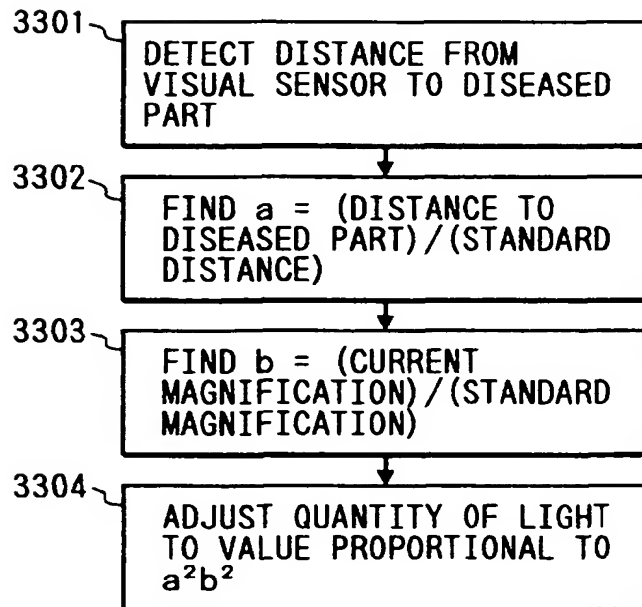 3301
DETECT DISTANCE FROM
VISUAL SENSOR TO DISEASED
PART
3302
FIND a = (DISTANCE TO
DISEASED PART)/(STANDARD
DISTANCE)
3303
FIND b = (CURRENT
MAGNIFICATION)/(STANDARD
MAGNIFICATION)
3304
ADJUST QUANTITY OF LIGHT
TO VALUE PROPORTIONAL TO
a²b²